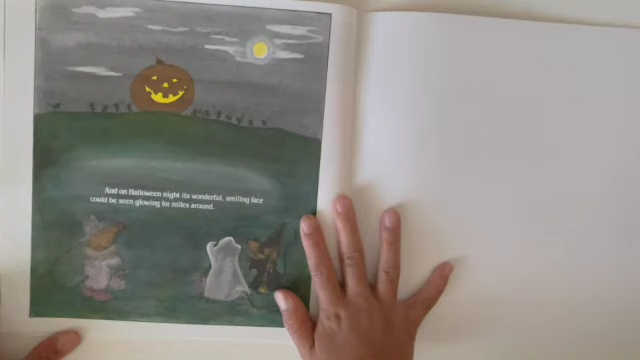 And on Halloween night its wonderful, smiling face
could be seen glowing for miles around.